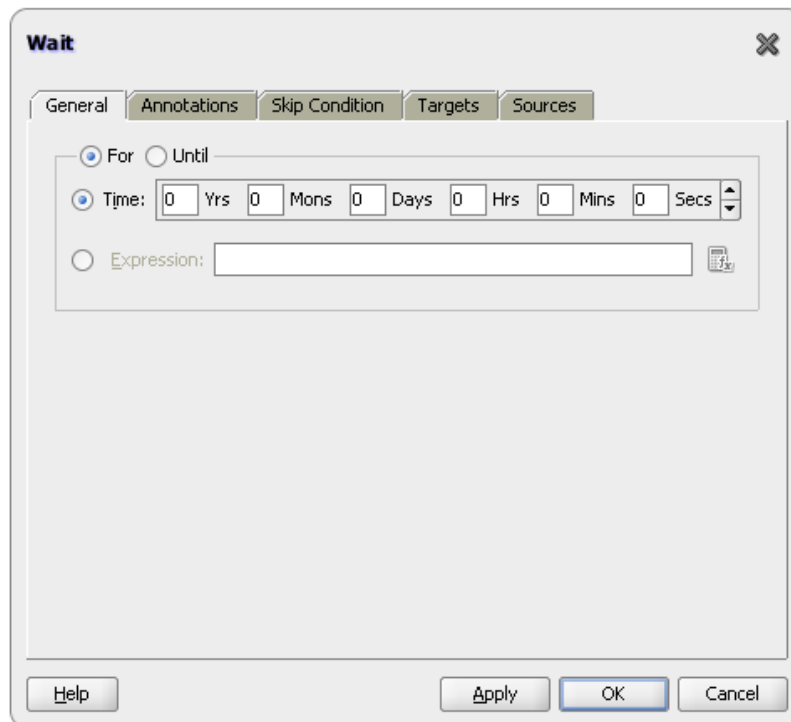 Wait
General Annotations Skip Condition Targets Sources
For Until
Time: 0 Yrs 0 Mons 0 Days 0 Hrs 0 Mins 0 Secs
Expression:
Help Apply OK Cancel